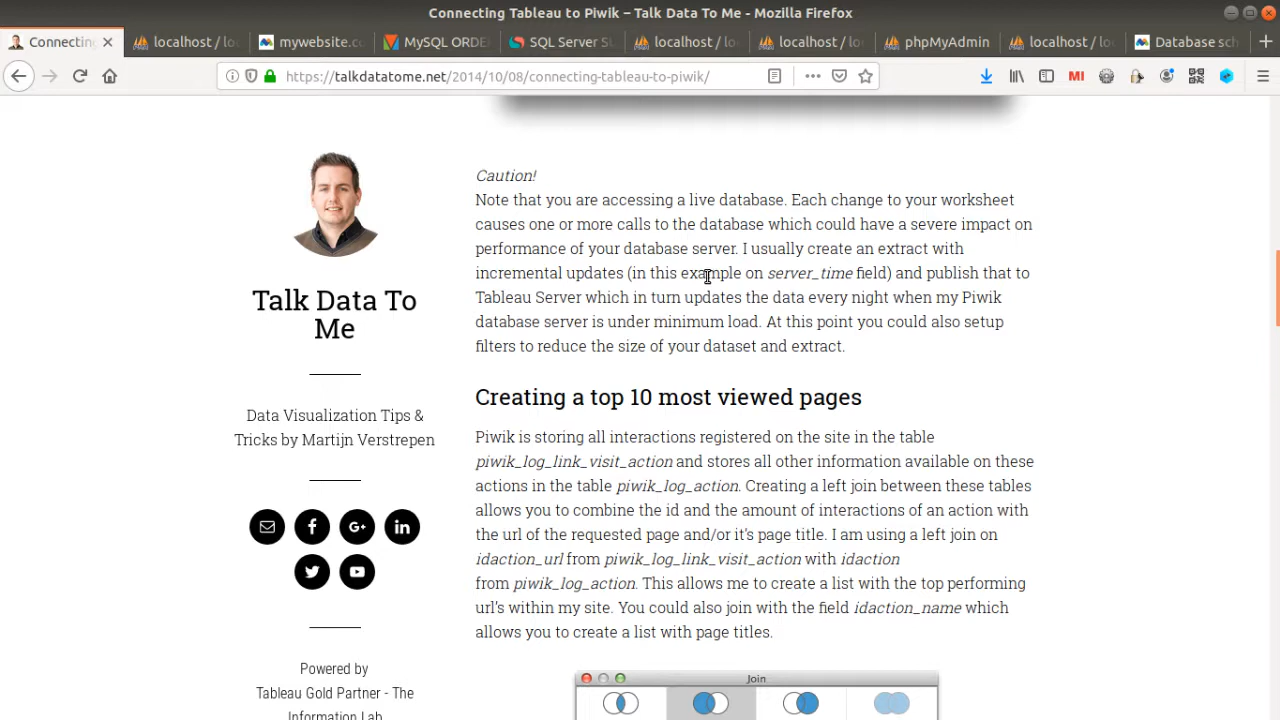 Connecting Tableau to Piwik – Talk Data To Me - Mozilla Firefox
Connecting
localhost / lo
mywebsite.co
MySQL ORDE
SQL Server S
localhost / lo
localhost / lo
phpMyAdmin
localhost / lo
Database sch
https://talkdatatome.net/2014/10/08/connecting-tableau-to-piwik/
MI
Talk Data To
Me
Data Visualization Tips &
Tricks by Martijn Verstrepen
G+
in
Powered by
Tableau Gold Partner - The
Information Lab
Caution!
Note that you are accessing a live database. Each change to your worksheet
causes one or more calls to the database which could have a severe impact on
performance of your database server. I usually create an extract with
incremental updates (in this example on server_time field) and publish that to
Tableau Server which in turn updates the data every night when my Piwik
database server is under minimum load. At this point you could also setup
filters to reduce the size of your dataset and extract.
Creating a top 10 most viewed pages
Piwik is storing all interactions registered on the site in the table
piwik_log_link_visit_action and stores all other information available on these
actions in the table piwik_log_action. Creating a left join between these tables
allows you to combine the id and the amount of interactions of an action with
the url of the requested page and/or it's page title. I am using a left join on
idaction_url from piwik_log_link_visit_action with idaction
from piwik_log_action. This allows me to create a list with the top performing
url's within my site. You could also join with the field idaction_name which
allows you to create a list with page titles.
Join